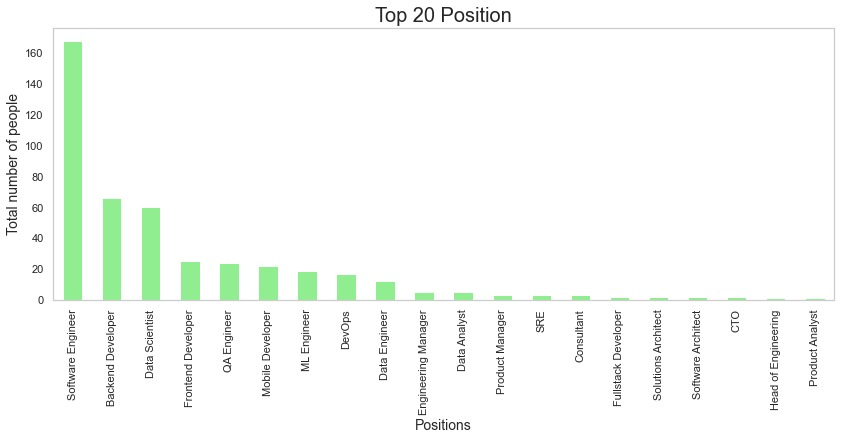 Top 20 Position
Total number of people
160
140
120
100
80
60
40
20
0
Software Engineer
Backend Developer
Data Scientist
Frontend Developer
QA Engineer
Mobile Developer
ML Engineer
DevOps
Data Engineer
Engineering Manager
Data Analyst
Product Manager
SRE
Consultant
Fullstack Developer
Solutions Architect
Software Architect
CTO
Head of Engineering
Product Analyst
Positions